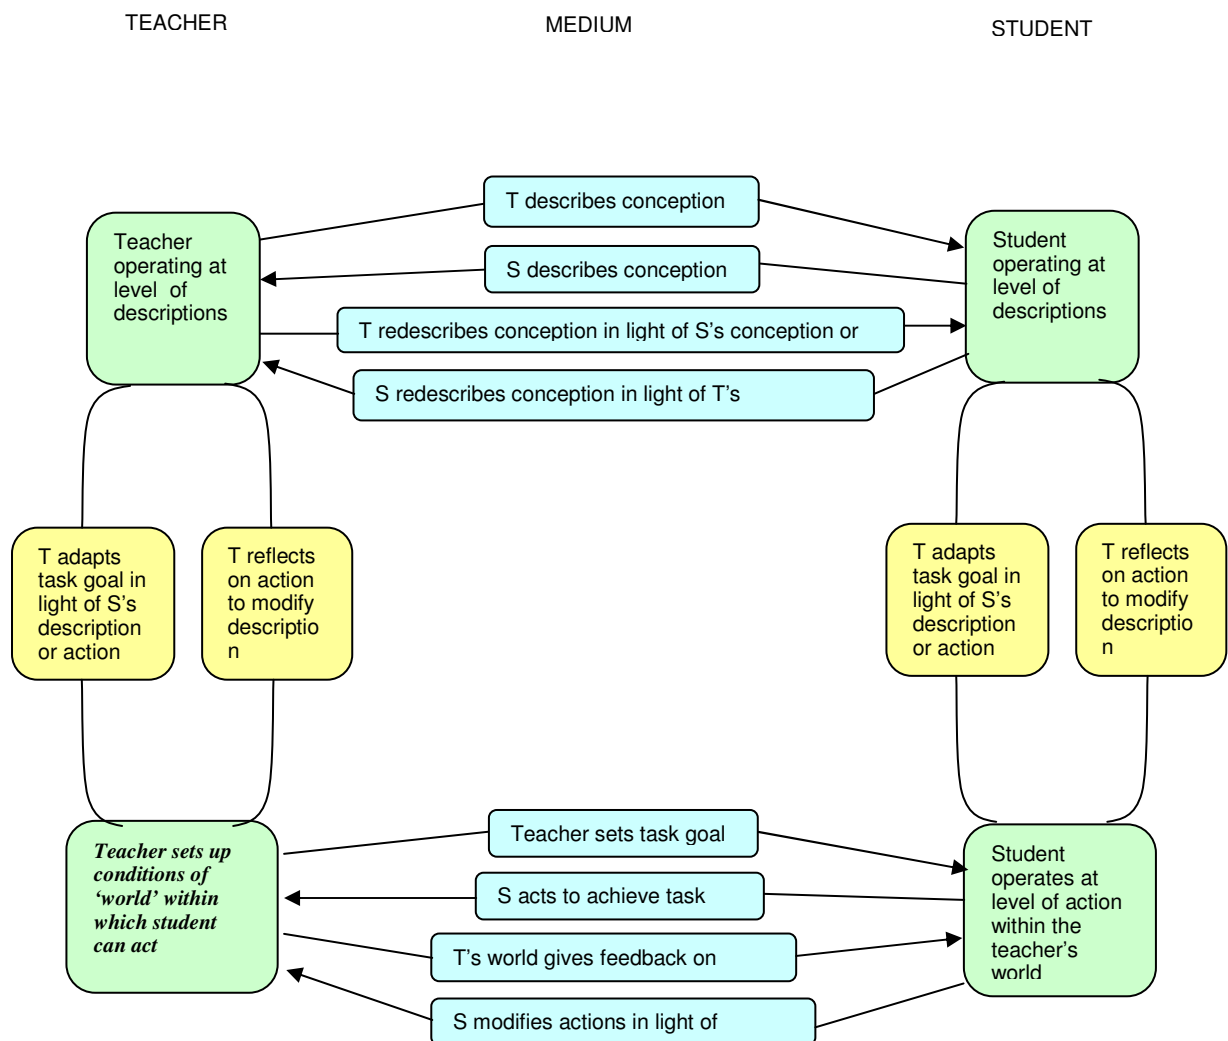 TEACHER
MEDIUM
STUDENT
T describes conception
Teacher
operating at
level of
descriptions
S describes conception
Student
operating at
level of
descriptions
T redescribes conception in light of S's conception or
S redescribes conception in light of T's
T adapts
task goal in
light of S's
description
or action
T reflects
on action
to modify
descriptio
n
T adapts
task goal in
light of S's
description
or action
T reflects
on action
to modify
descriptio
n
Teacher sets up
conditions of
‘world’ within
which student
can act
Teacher sets task goal
S acts to achieve task
T's world gives feedback on
S modifies actions in light of
Student
operates at
level of action
within the
teacher's
world